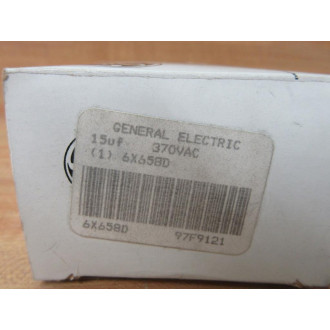 GENERAL ELECTRIC
15uf 370VAC
(1) 6X658D
6X658D 97F9121